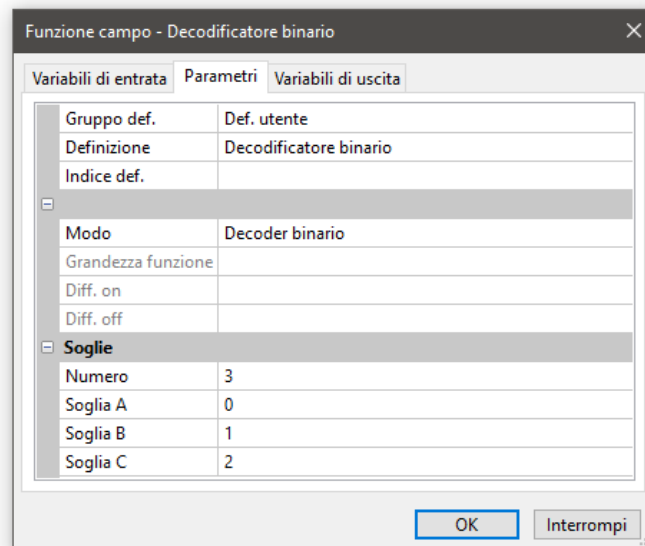 Funzione campo - Decodificatore binario
Variabili di entrata Parametri Variabili di uscita
Gruppo def. Def. utente
Definizione Decodificatore binario
Indice def.
Modo Decoder binario
Grandezza funzione
Diff. on
Diff. off
Soglie
Numero 3
Soglia A 0
Soglia B 1
Soglia C 2
OK Interrompi